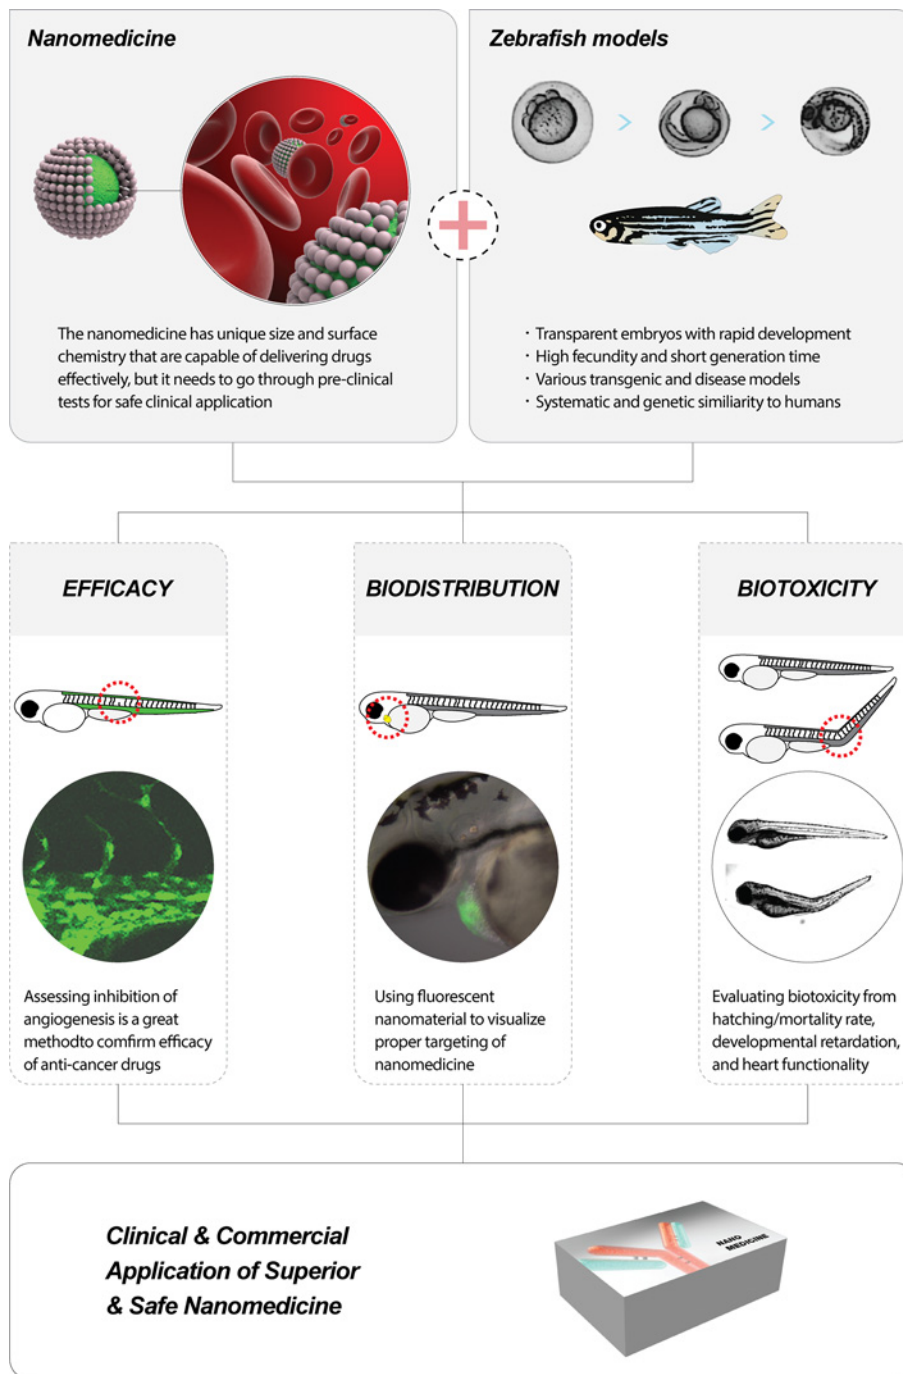 Nanomedicine
The nanomedicine has unique size and surface
chemistry that are capable of delivering drugs
effectively, but it needs to go through pre-clinical
tests for safe clinical application
Zebrafish models
· Transparent embryos with rapid development
· High fecundity and short generation time
· Various transgenic and disease models
· Systematic and genetic similiarity to humans
EFFICACY
Assessing inhibition of
angiogenesis is a great
methodto comfirm efficacy
of anti-cancer drugs
BIODISTRIBUTION
Using fluorescent
nanomaterial to visualize
proper targeting of
nanomedicine
BIOTOXICITY
Evaluating biotoxicity from
hatching/mortality rate,
developmental retardation,
and heart functionality
Clinical & Commercial
Application of Superior
& Safe Nanomedicine
NANO
MEDICINE